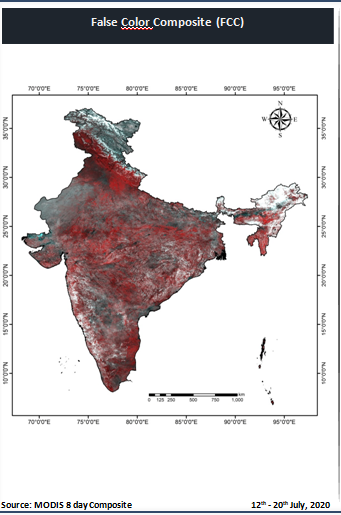 False Color Composite (FCC)
70°0'0"E 75°0'0"E 80°0'0"E 85°0'0"E 90°0'0"E 95°0'0"E
N
W E
S
35°0'0"N 35°0'0"N
30°0'0"N 30°0'0"N
25°0'0"N 25°0'0"N
20°0'0"N 20°0'0"N
15°0'0"N 15°0'0"N
10°0'0"N 10°0'0"N
km
0 125 250 500 750 1,000
70°0'0"E 75°0'0"E 80°0'0"E 85°0'0"E 90°0'0"E 95°0'0"E
Source: MODIS 8 day Composite 12th - 20th July, 2020